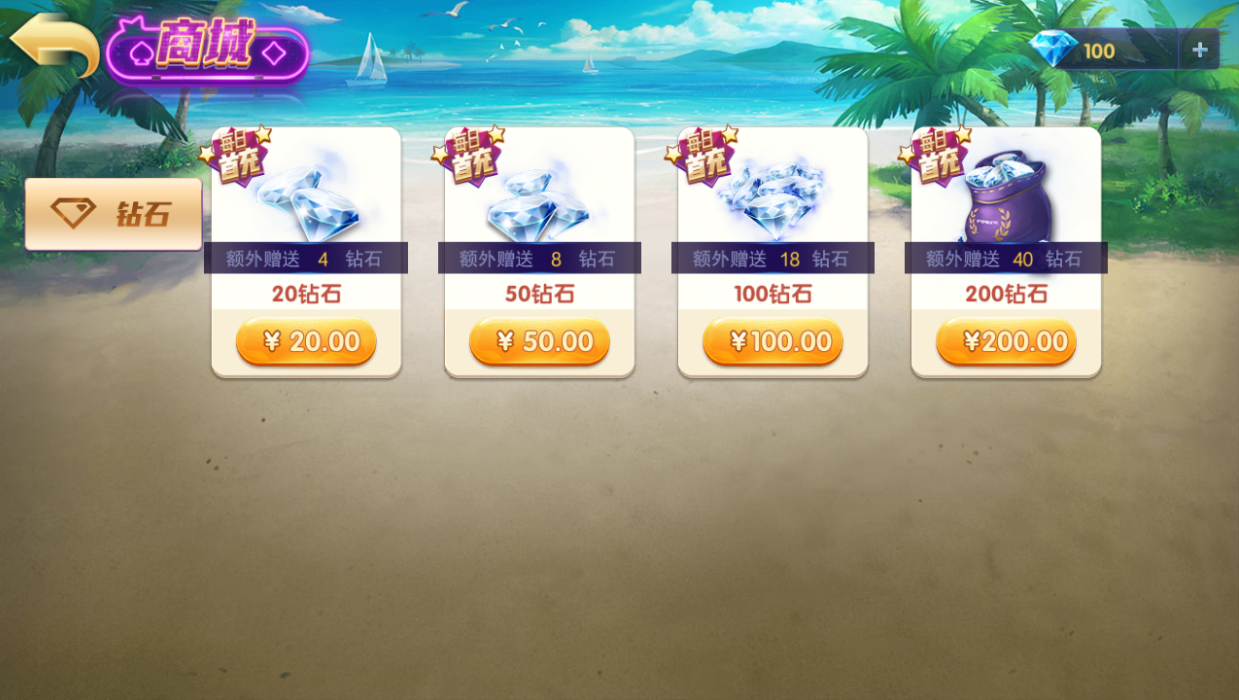 商城
100
钻石
每日
首充
额外赠送 4 钻石
20钻石
¥ 20.00
每日
首充
额外赠送 8 钻石
50钻石
¥ 50.00
每日
首充
额外赠送 18 钻石
100钻石
¥100.00
每日
首充
额外赠送 40 钻石
200钻石
¥200.00